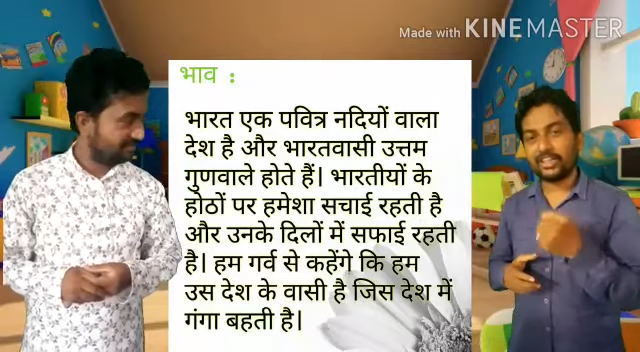 Made with KINEMASTER
भाव :
भारत एक पवित्र नदियों वाला
देश है और भारतवासी उत्तम
गुणवाले होते हैं। भारतीयों के
होठों पर हमेशा सचाई रहती है
और उनके दिलों में सफाई रहती
है। हम गर्व से कहेंगे कि हम
उस देश के वासी है जिस देश में
गंगा बहती है।